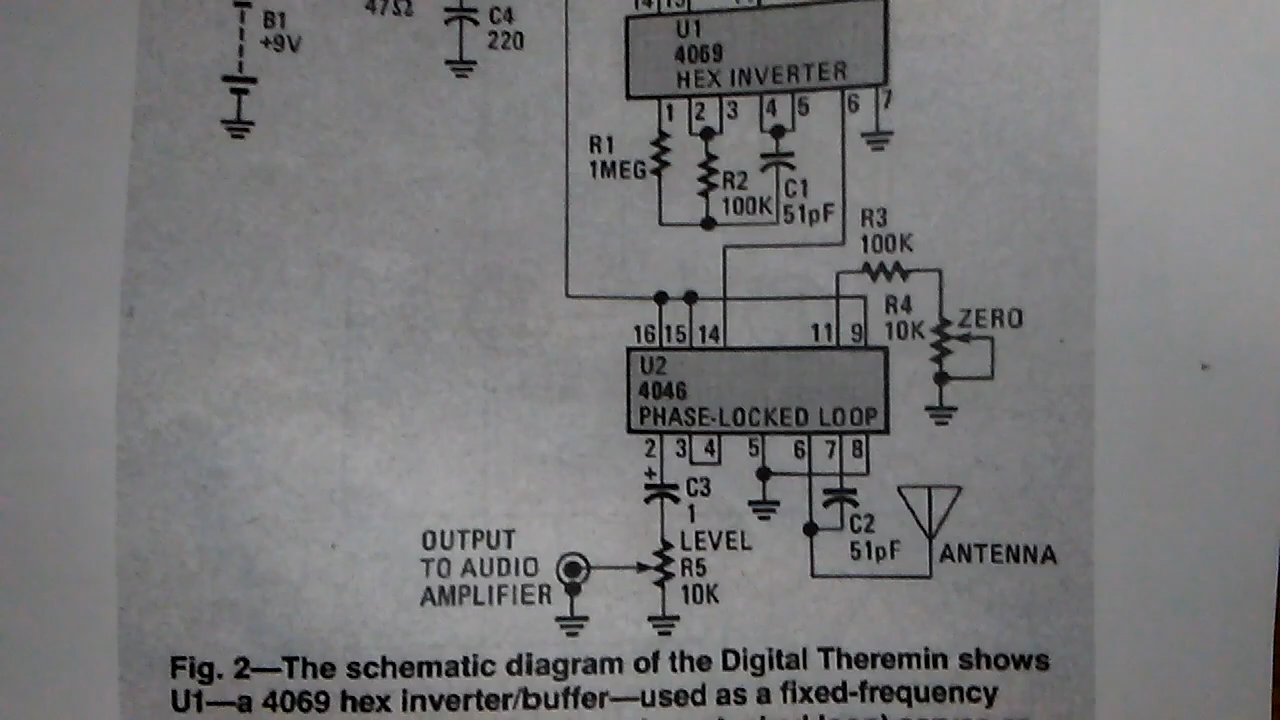 B1
+9V
47Ω
C4
220
14 13
U1
4069
HEX INVERTER
1 2 3 4 5 6 7
R1
1MEG
R2
100K
C1
51pF
R3
100K
R4
10K
ZERO
16 15 14 11 9
U2
4046
PHASE-LOCKED LOOP
2 3 4 5 6 7 8
+
C3
1
LEVEL
R5
10K
C2
51pF
ANTENNA
OUTPUT
TO AUDIO
AMPLIFIER
Fig. 2—The schematic diagram of the Digital Theremin shows
U1—a 4069 hex inverter/buffer—used as a fixed-frequency